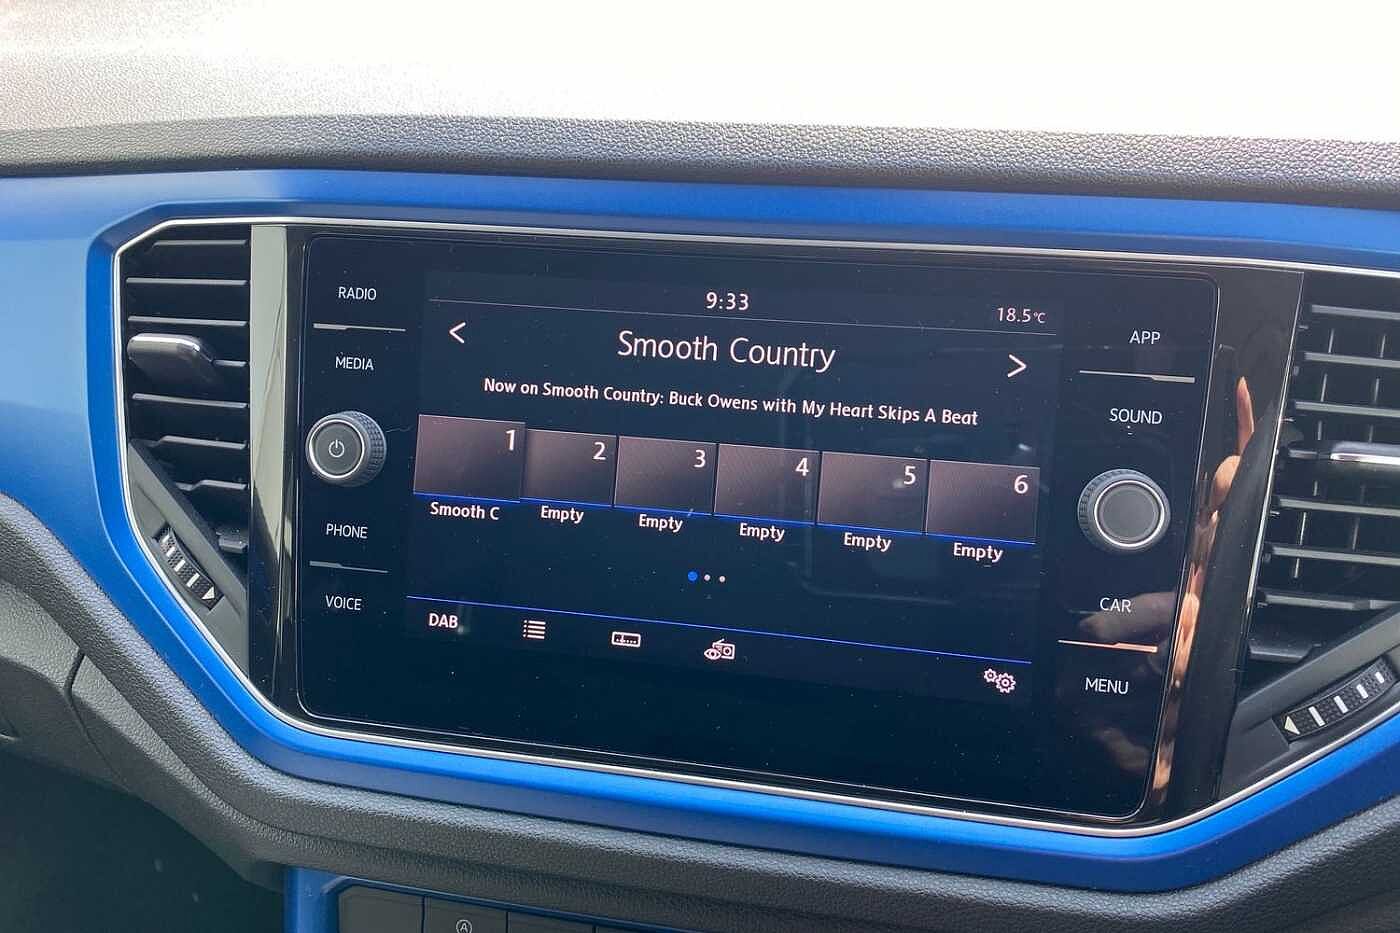 RADIO
MEDIA
PHONE
VOICE
9:33
18.5°C
<
Smooth Country
>
Now on Smooth Country: Buck Owens with My Heart Skips A Beat
1 2 3 4 5 6
Smooth C Empty Empty Empty Empty Empty
DAB
APP
SOUND
CAR
MENU
A